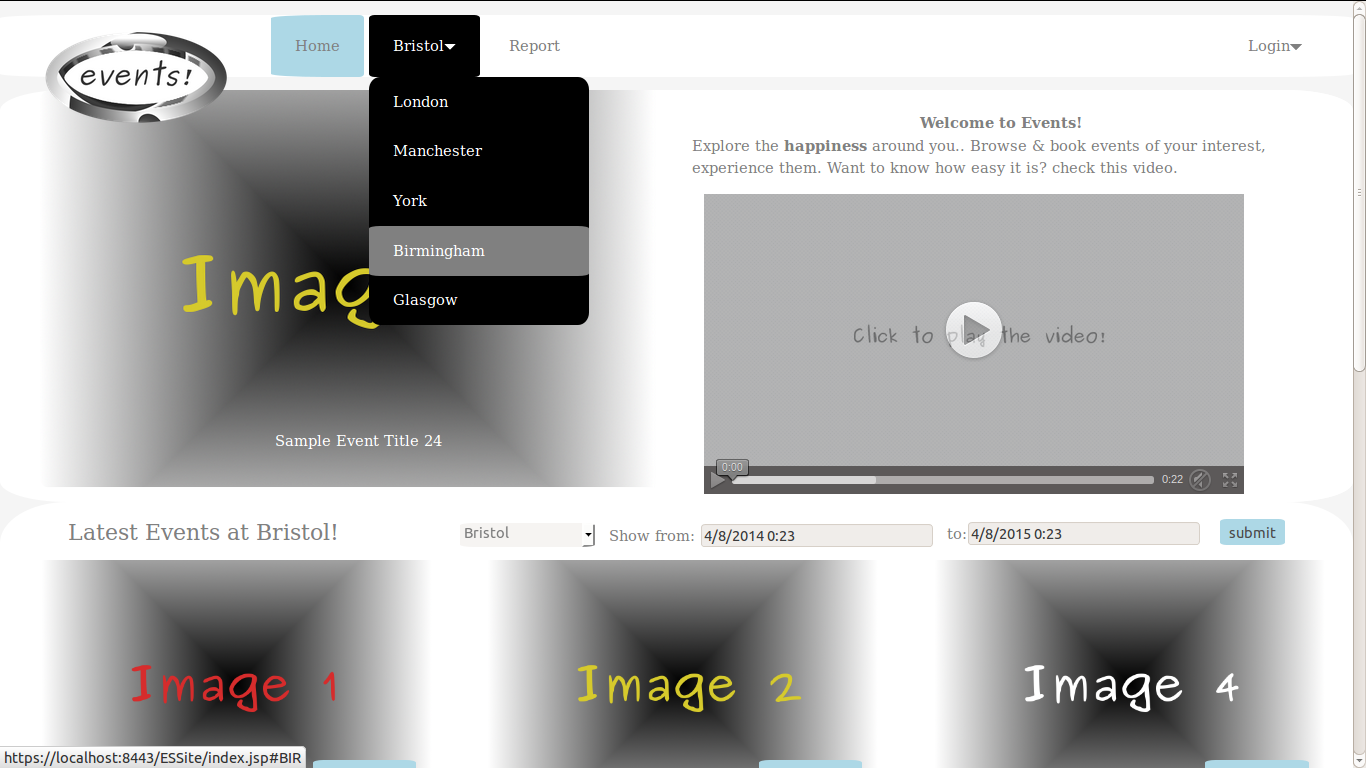 events!
Home
Bristol
Report
Login
London
Manchester
York
Birmingham
Glasgow
Sample Event Title 24
Welcome to Events!
Explore the happiness around you.. Browse & book events of your interest,
experience them. Want to know how easy it is? check this video.
Click to play the video!
0:00
0:22
Latest Events at Bristol!
Bristol
Show from:
4/8/2014 0:23
to:
4/8/2015 0:23
submit
Image 1
Image 2
Image 4
https://localhost:8443/ESSite/index.jsp#BIR